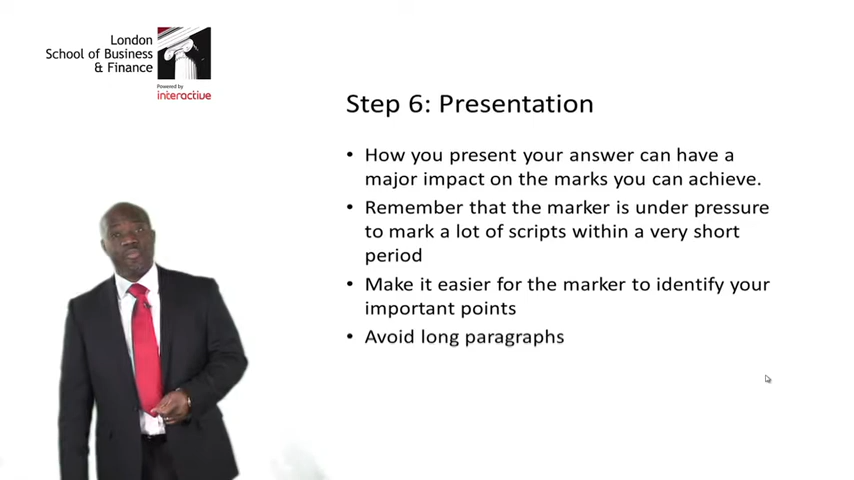 London
School of Business
& Finance
Powered by
interactive
Step 6: Presentation
• How you present your answer can have a
major impact on the marks you can achieve.
• Remember that the marker is under pressure
to mark a lot of scripts within a very short
period
• Make it easier for the marker to identify your
important points
• Avoid long paragraphs